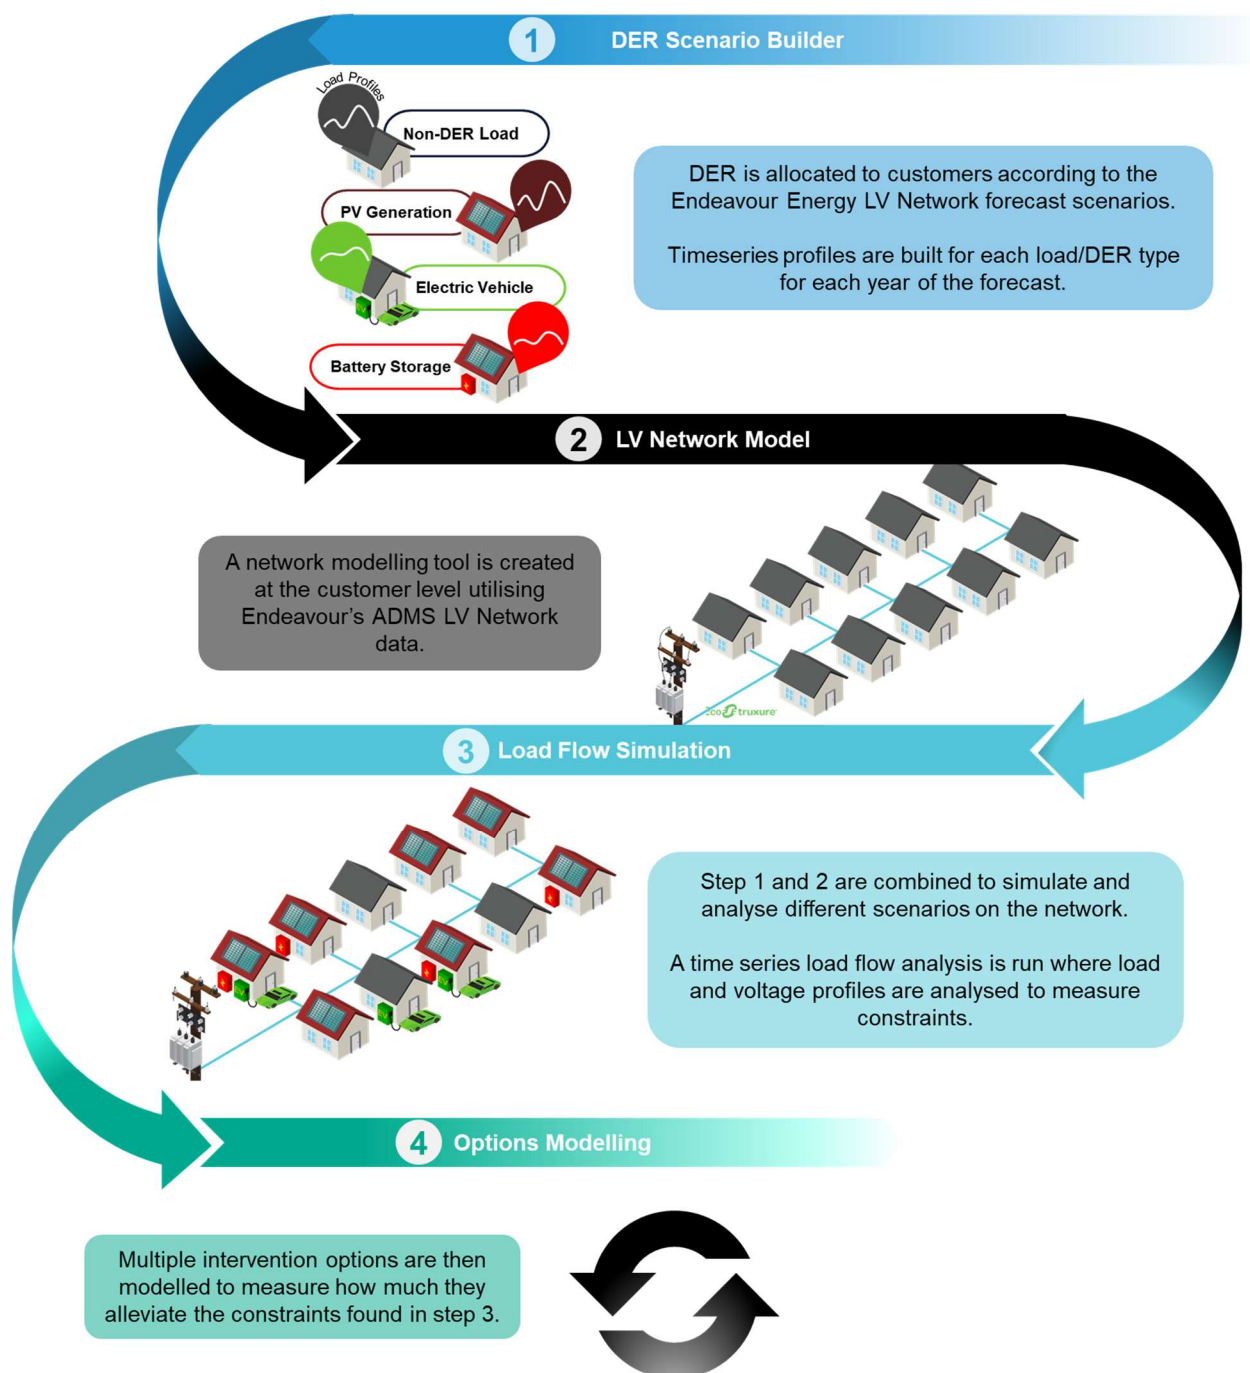 1 DER Scenario Builder
Load Profiles
Non-DER Load
PV Generation
Electric Vehicle
Battery Storage
DER is allocated to customers according to the
Endeavour Energy LV Network forecast scenarios.
Timeseries profiles are built for each load/DER type
for each year of the forecast.
2 LV Network Model
A network modelling tool is created
at the customer level utilising
Endeavour's ADMS LV Network
data.
Eco Struxure
3 Load Flow Simulation
Step 1 and 2 are combined to simulate and
analyse different scenarios on the network.
A time series load flow analysis is run where load
and voltage profiles are analysed to measure
constraints.
4 Options Modelling
Multiple intervention options are then
modelled to measure how much they
alleviate the constraints found in step 3.